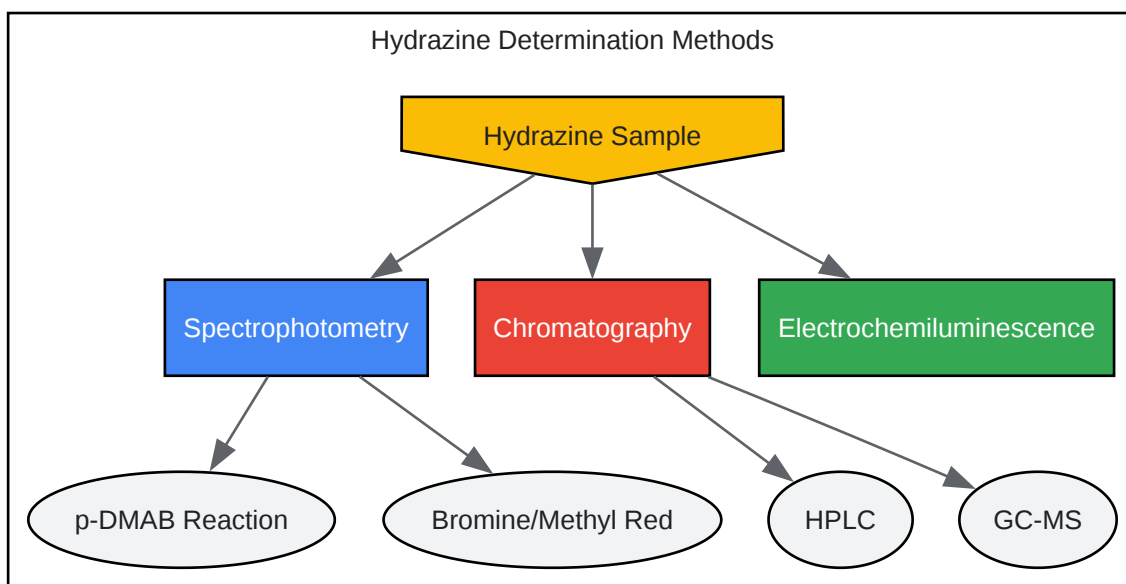 Hydrazine Determination Methods
Hydrazine Sample
Spectrophotometry
Chromatography
Electrochemiluminescence
p-DMAB Reaction
Bromine/Methyl Red
HPLC
GC-MS